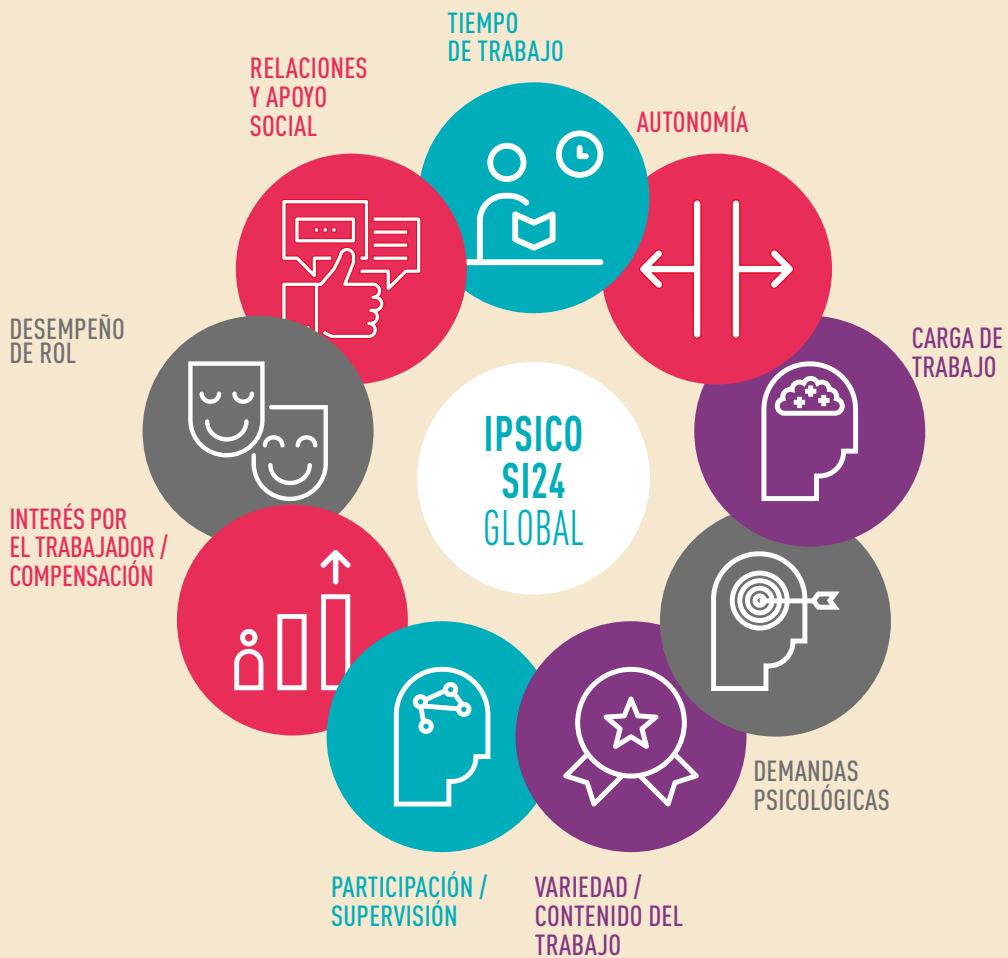 TIEMPO
DE TRABAJO
RELACIONES
Y APOYO
SOCIAL
AUTONOMÍA
DESEMPEÑO
DE ROL
CARGA DE
TRABAJO
IPSICO
SI24
GLOBAL
INTERÉS POR
EL TRABAJADOR /
COMPENSACIÓN
DEMANDAS
PSICOLÓGICAS
PARTICIPACIÓN /
SUPERVISIÓN
VARIEDAD /
CONTENIDO DEL
TRABAJO